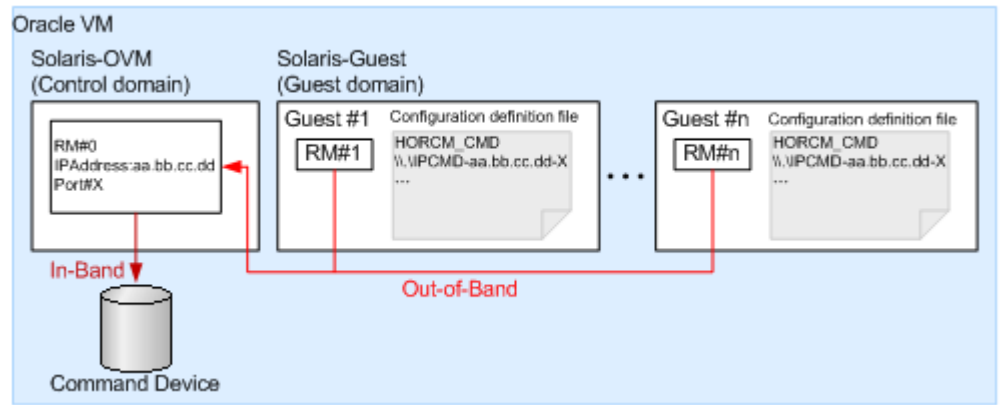 Oracle VM
Solaris-OVM
(Control domain)
RM#0
IPAddress:aa.bb.cc.dd
Port#X
Solaris-Guest
(Guest domain)
Guest #1
Configuration definition file
RM#1
HORCM_CMD
\\.\IPCMD-aa.bb.cc.dd-X
...
...
Guest #n
Configuration definition file
RM#n
HORCM_CMD
\\.\IPCMD-aa.bb.cc.dd-X
...
In-Band
Out-of-Band
Command Device